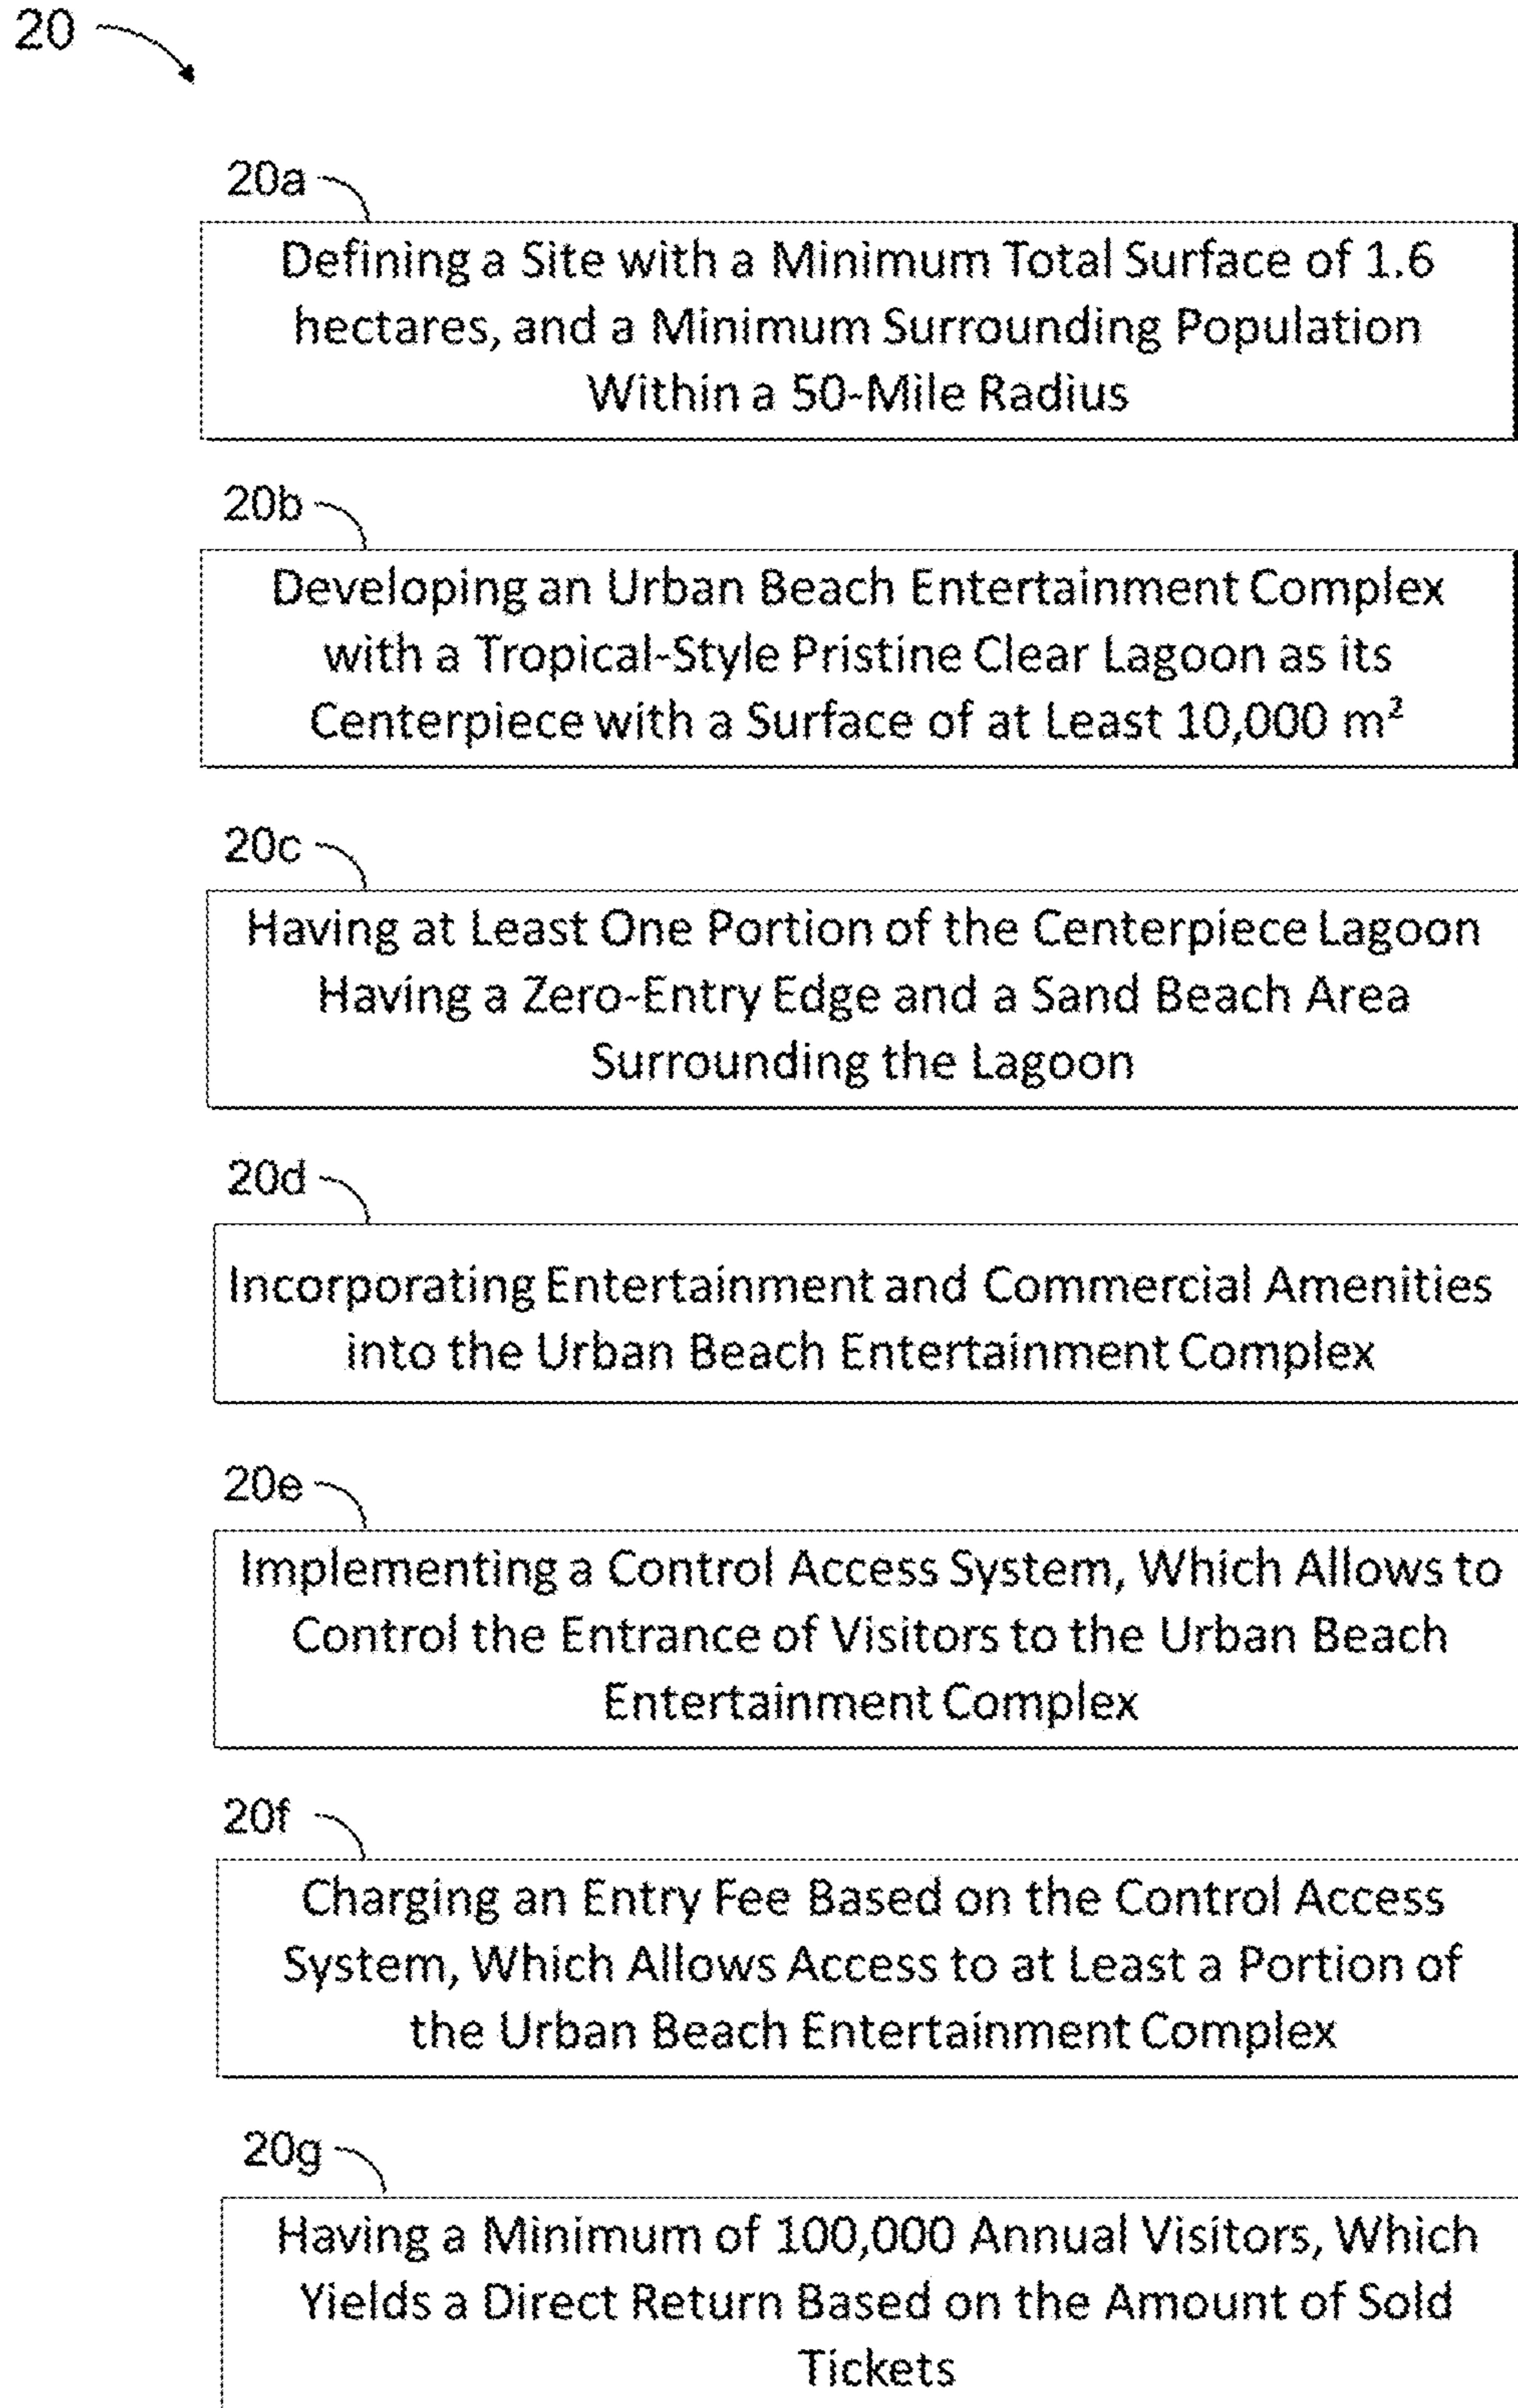 20
20a
Defining a Site with a Minimum Total Surface of 1.6
hectares, and a Minimum Surrounding Population
Within a 50-Mile Radius
20b
Developing an Urban Beach Entertainment Complex
with a Tropical-Style Pristine Clear Lagoon as its
Centerpiece with a Surface of at Least 10,000 m²
20c
Having at Least One Portion of the Centerpiece Lagoon
Having a Zero-Entry Edge and a Sand Beach Area
Surrounding the Lagoon
20d
Incorporating Entertainment and Commercial Amenities
into the Urban Beach Entertainment Complex
20e
Implementing a Control Access System, Which Allows to
Control the Entrance of Visitors to the Urban Beach
Entertainment Complex
20f
Charging an Entry Fee Based on the Control Access
System, Which Allows Access to at Least a Portion of
the Urban Beach Entertainment Complex
20g
Having a Minimum of 100,000 Annual Visitors, Which
Yields a Direct Return Based on the Amount of Sold
Tickets